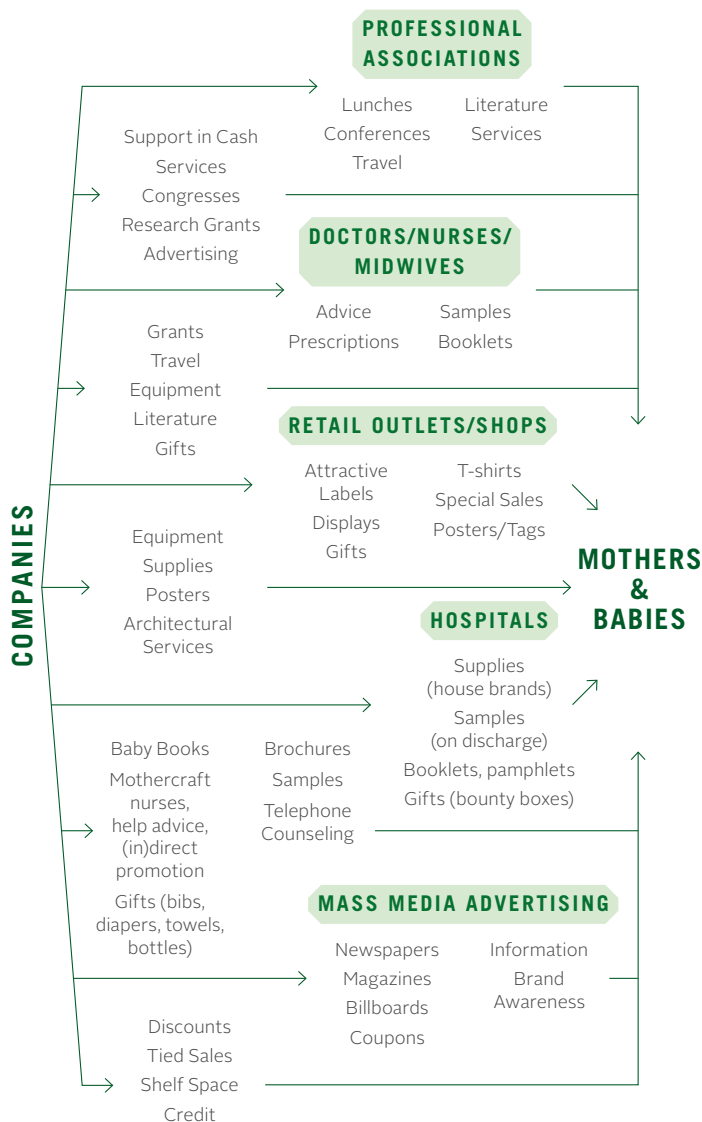 PROFESSIONAL
ASSOCIATIONS
Lunches
Conferences
Travel
Literature
Services
Support in Cash
Services
Congresses
Research Grants
Advertising
DOCTORS/NURSES/
MIDWIVES
Advice
Prescriptions
Samples
Booklets
Grants
Travel
Equipment
Literature
Gifts
RETAIL OUTLETS/SHOPS
Attractive
Labels
Displays
Gifts
T-shirts
Special Sales
Posters/Tags
COMPANIES
Equipment
Supplies
Posters
Architectural
Services
MOTHERS
&
BABIES
HOSPITALS
Supplies
(house brands)
Samples
(on discharge)
Booklets, pamphlets
Gifts (bounty boxes)
Baby Books
Mothercraft
nurses,
help advice,
(in)direct
promotion
Gifts (bibs,
diapers, towels,
bottles)
Brochures
Samples
Telephone
Counseling
MASS MEDIA ADVERTISING
Newspapers
Magazines
Billboards
Coupons
Information
Brand
Awareness
Discounts
Tied Sales
Shelf Space
Credit